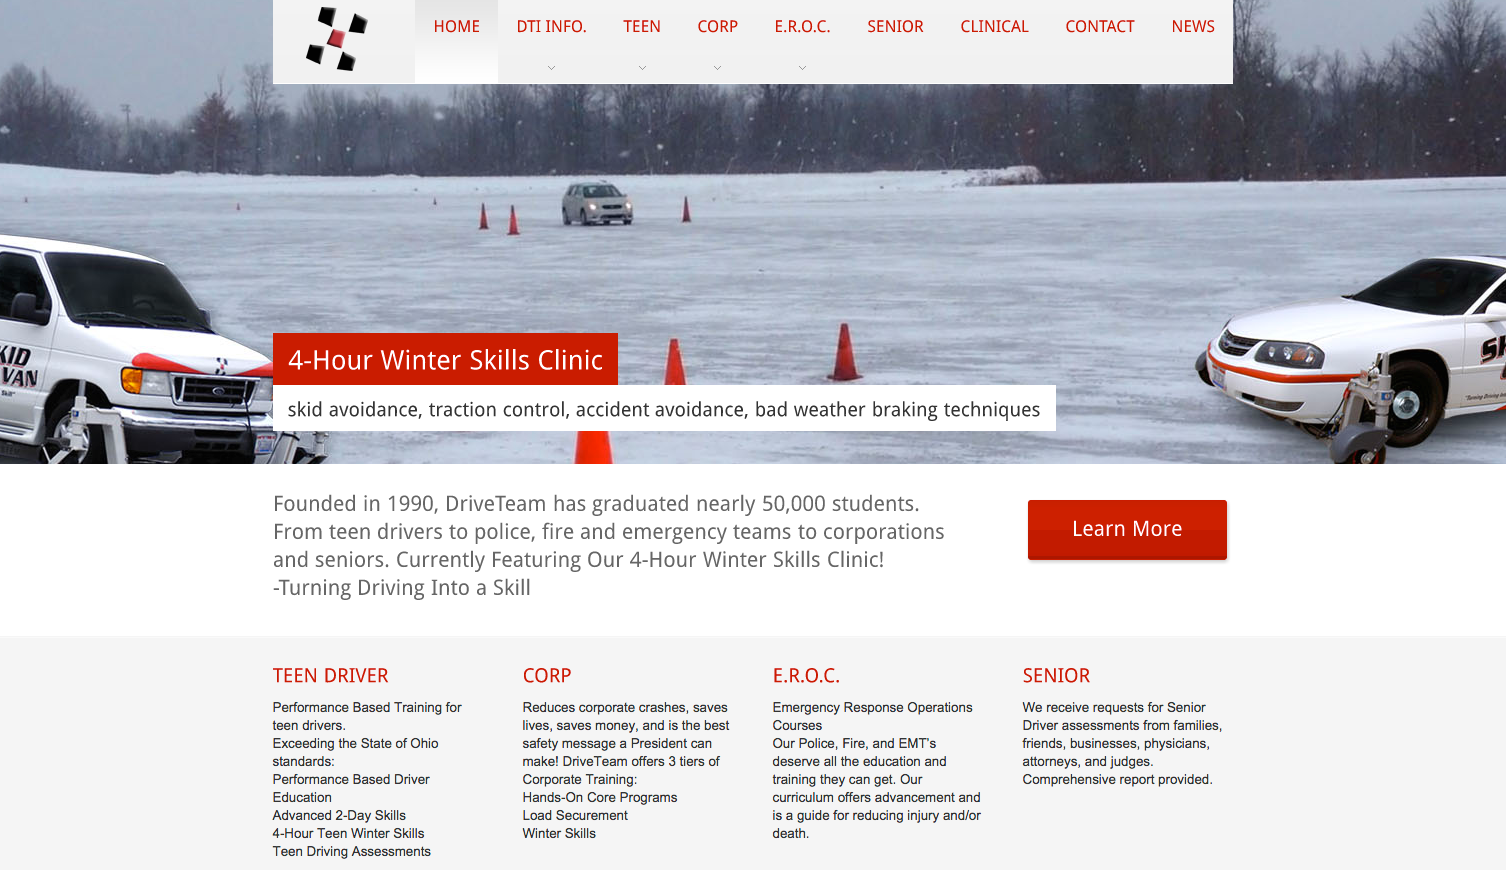 HOME DTI INFO. TEEN CORP E.R.O.C. SENIOR CLINICAL CONTACT NEWS
KID
VAN
Skill"
SK
4-Hour Winter Skills Clinic
skid avoidance, traction control, accident avoidance, bad weather braking techniques
Founded in 1990, DriveTeam has graduated nearly 50,000 students.
From teen drivers to police, fire and emergency teams to corporations
and seniors. Currently Featuring Our 4-Hour Winter Skills Clinic!
-Turning Driving Into a Skill
Learn More
TEEN DRIVER
Performance Based Training for
teen drivers.
Exceeding the State of Ohio
standards:
Performance Based Driver
Education
Advanced 2-Day Skills
4-Hour Teen Winter Skills
Teen Driving Assessments
CORP
Reduces corporate crashes, saves
lives, saves money, and is the best
safety message a President can
make! DriveTeam offers 3 tiers of
Corporate Training:
Hands-On Core Programs
Load Securement
Winter Skills
E.R.O.C.
Emergency Response Operations
Courses
Our Police, Fire, and EMT's
deserve all the education and
training they can get. Our
curriculum offers advancement and
is a guide for reducing injury and/or
death.
SENIOR
We receive requests for Senior
Driver assessments from families,
friends, businesses, physicians,
attorneys, and judges.
Comprehensive report provided.